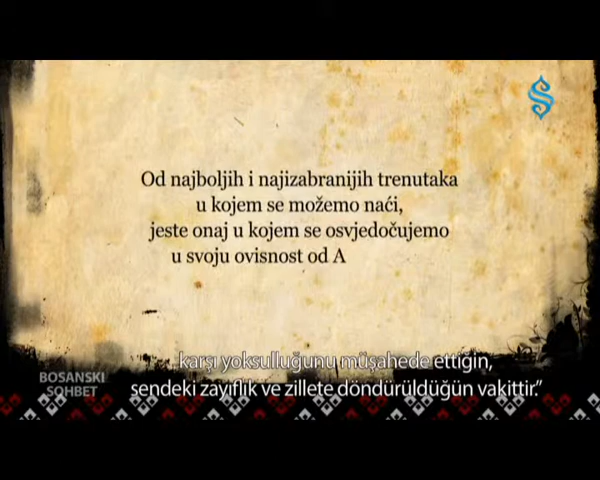 Od najboljih i najizabranijih trenutaka
u kojem se možemo naći,
jeste onaj u kojem se osvjedočujemo
u svoju ovisnost od A
karşı yoksulluğunu müşahede ettiğin,
sendeki zayıflık ve zillete döndürüldüğün vakittir."
BOSANSKI
SOHBET